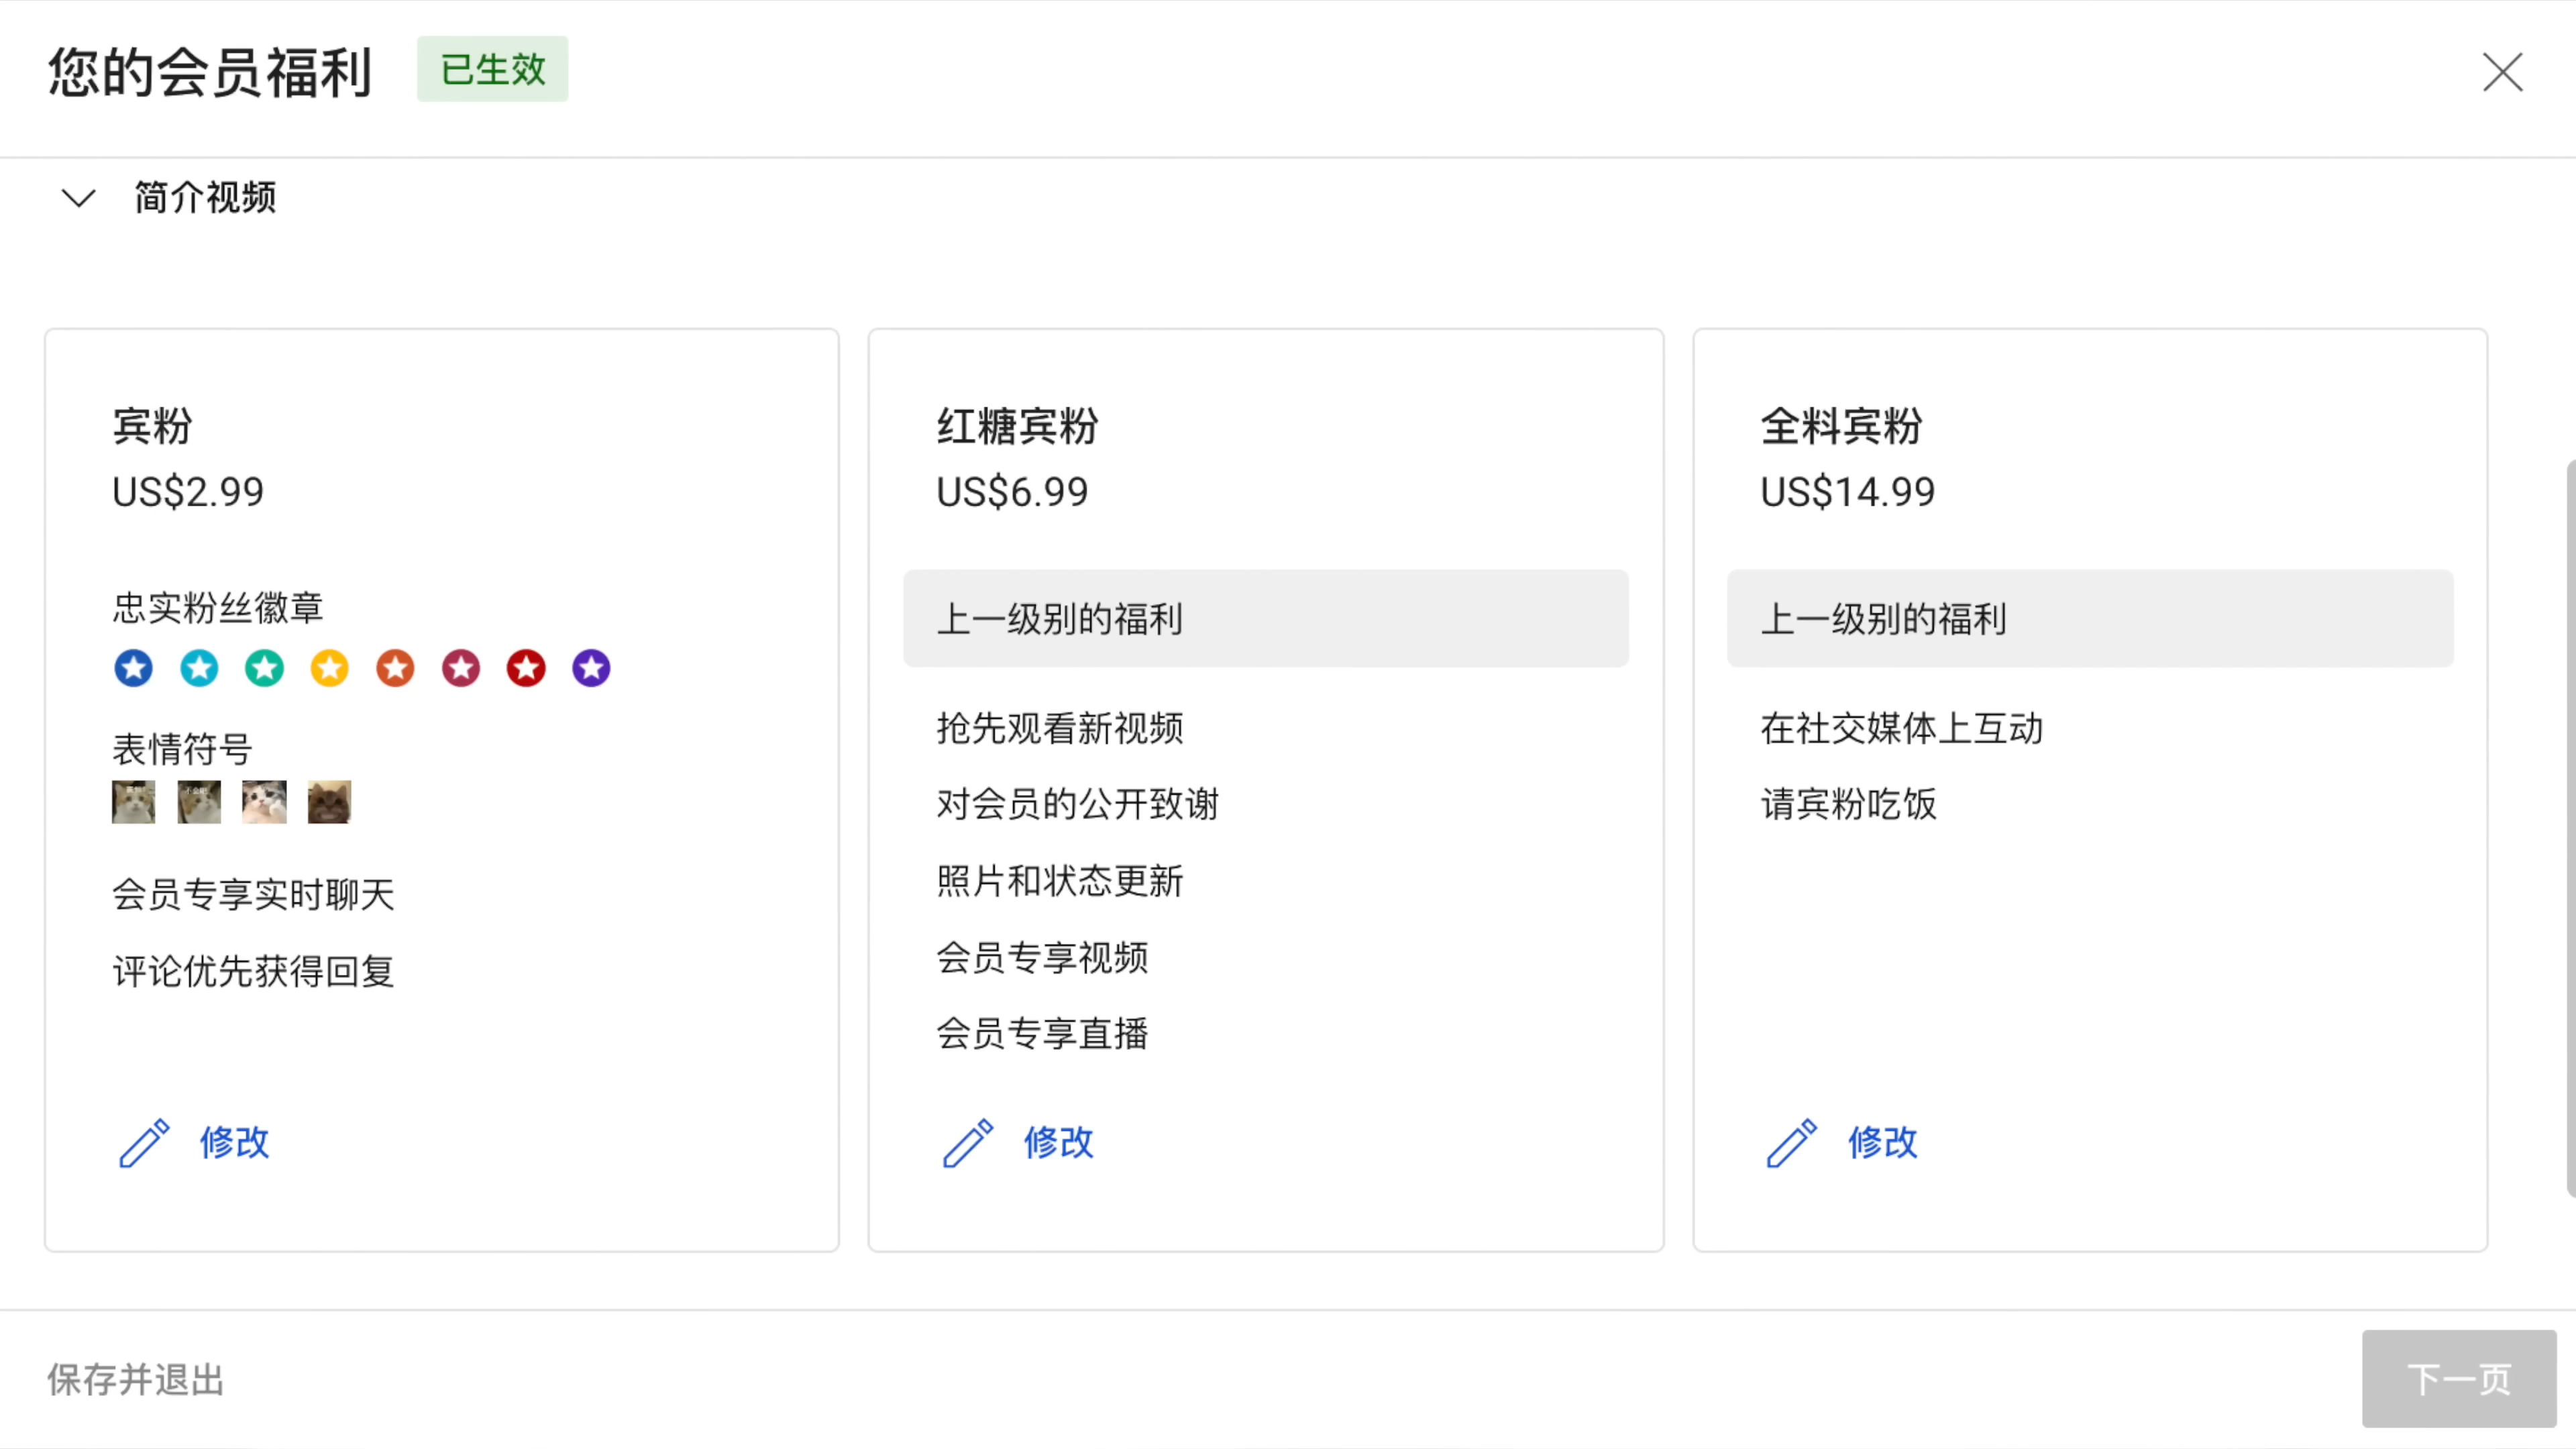 您的会员福利 已生效
简介视频
宾粉
US$2.99
忠实粉丝徽章
表情符号
会员专享实时聊天
评论优先获得回复
修改
红糖宾粉
US$6.99
上一级别的福利
抢先观看新视频
对会员的公开致谢
照片和状态更新
会员专享视频
会员专享直播
修改
全料宾粉
US$14.99
上一级别的福利
在社交媒体上互动
请宾粉吃饭
修改
保存并退出
下一页